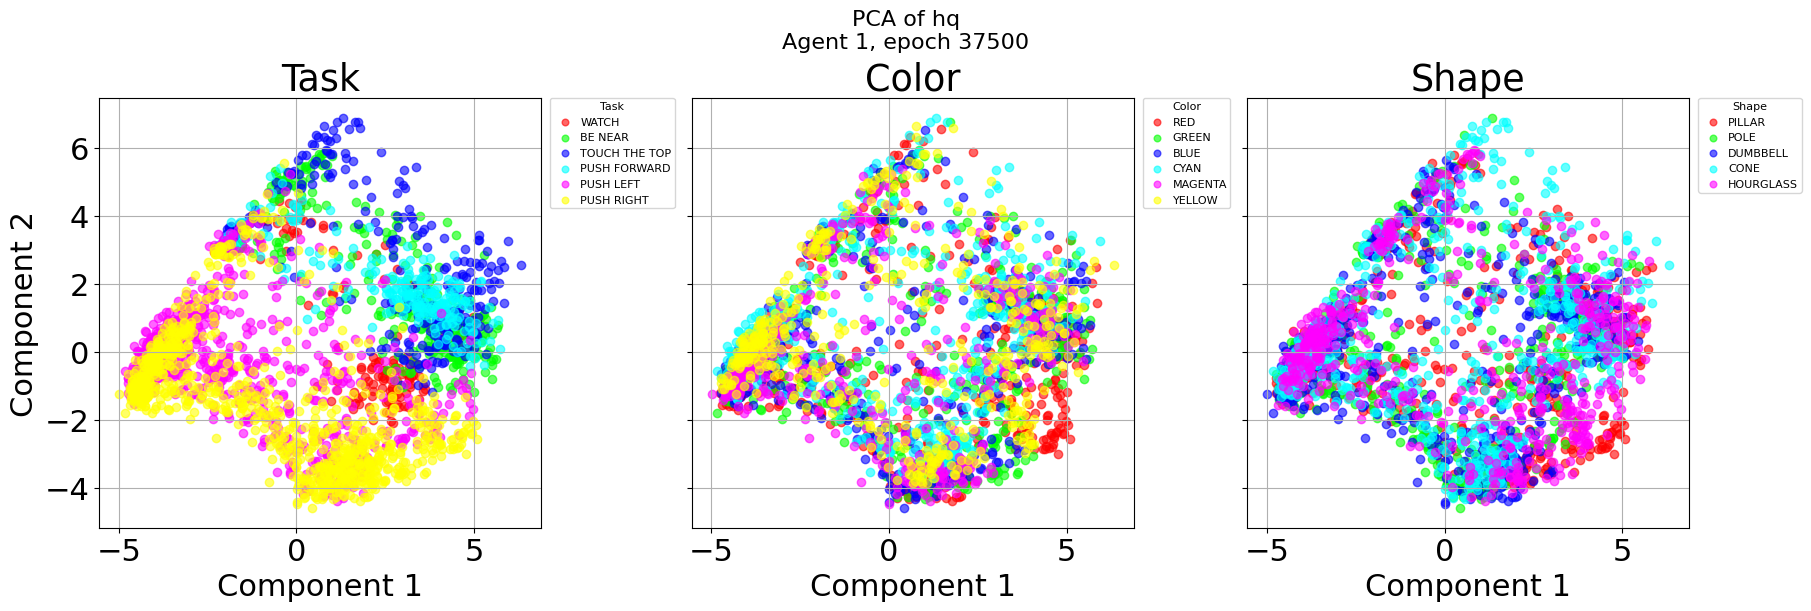 PCA of hq
Agent 1, epoch 37500
Task
Component 2
6
4
2
0
−2
−4
−5
0
5
Component 1
Task
WATCH
BE NEAR
TOUCH THE TOP
PUSH FORWARD
PUSH LEFT
PUSH RIGHT
Color
−5
0
5
Component 1
Color
RED
GREEN
BLUE
CYAN
MAGENTA
YELLOW
Shape
−5
0
5
Component 1
Shape
PILLAR
POLE
DUMBBELL
CONE
HOURGLASS